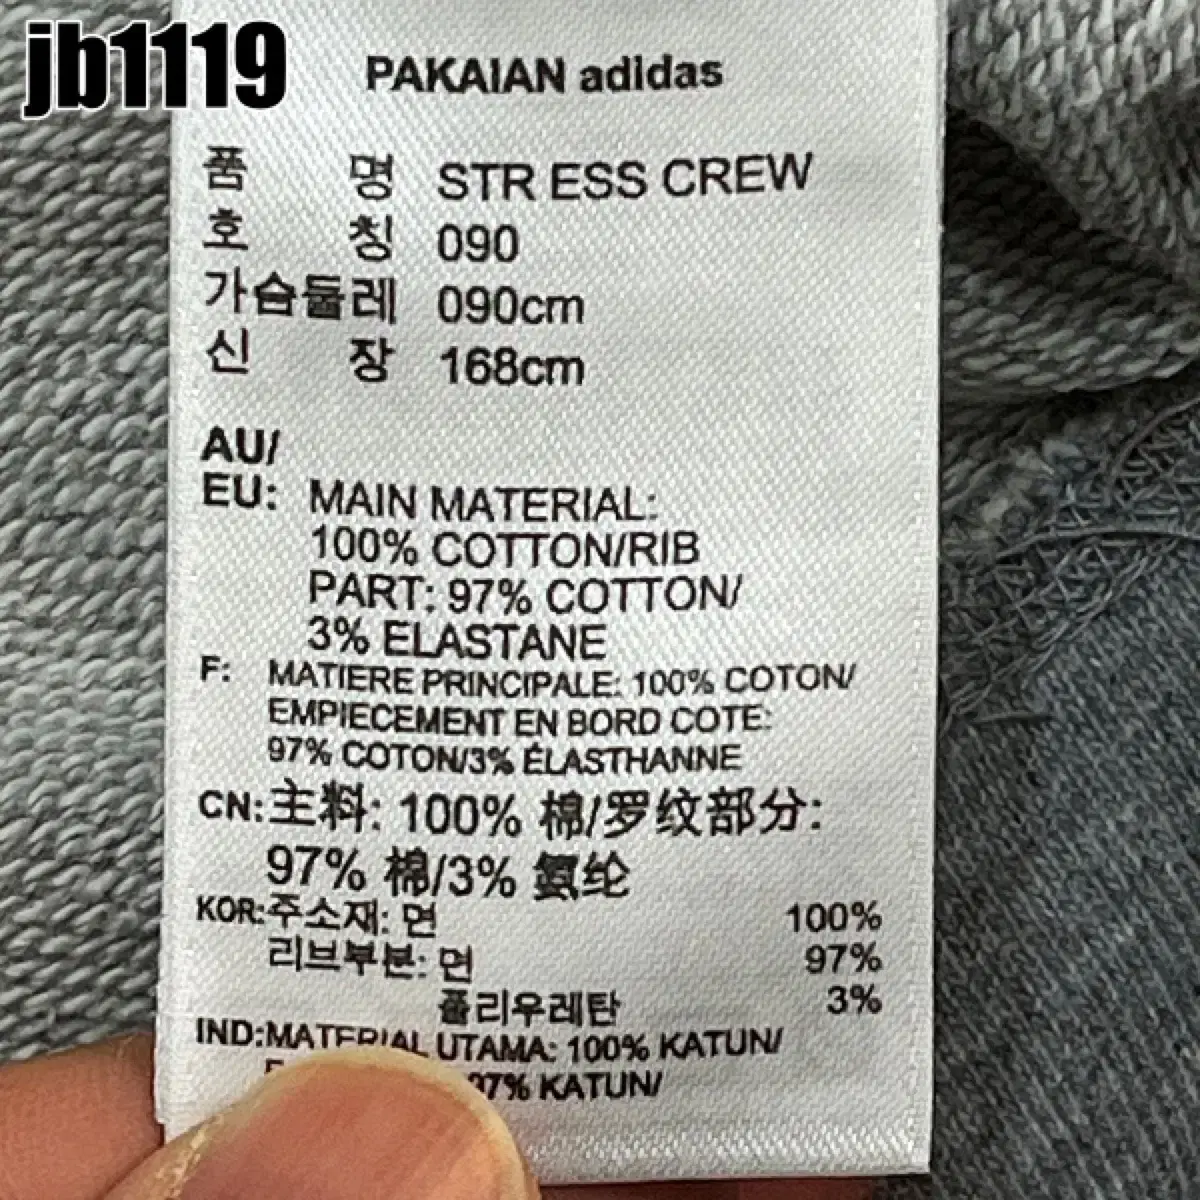 jb1119
PAKAIAN adidas
품 명 STR ESS CREW
호 칭 090
가슴둘레 090cm
신 장 168cm
AU/
EU: MAIN MATERIAL:
100% COTTON/RIB
PART: 97% COTTON/
3% ELASTANE
F: MATIERE PRINCIPALE: 100% COTON/
EMPIECEMENT EN BORD COTE:
97% COTON/3% ÉLASTHANNE
CN:主料: 100% 棉/罗纹部分:
97% 棉/3% 氨纶
KOR:주소재: 면 100%
리브부분: 면 97%
폴리우레탄 3%
IND:MATERIAL UTAMA: 100% KATUN/
97% KATUN/